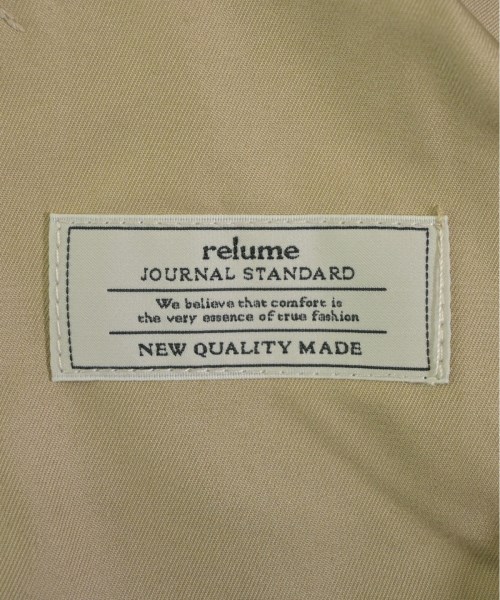 relume
JOURNAL STANDARD
We believe that comfort is
the very essence of true fashion
NEW QUALITY MADE